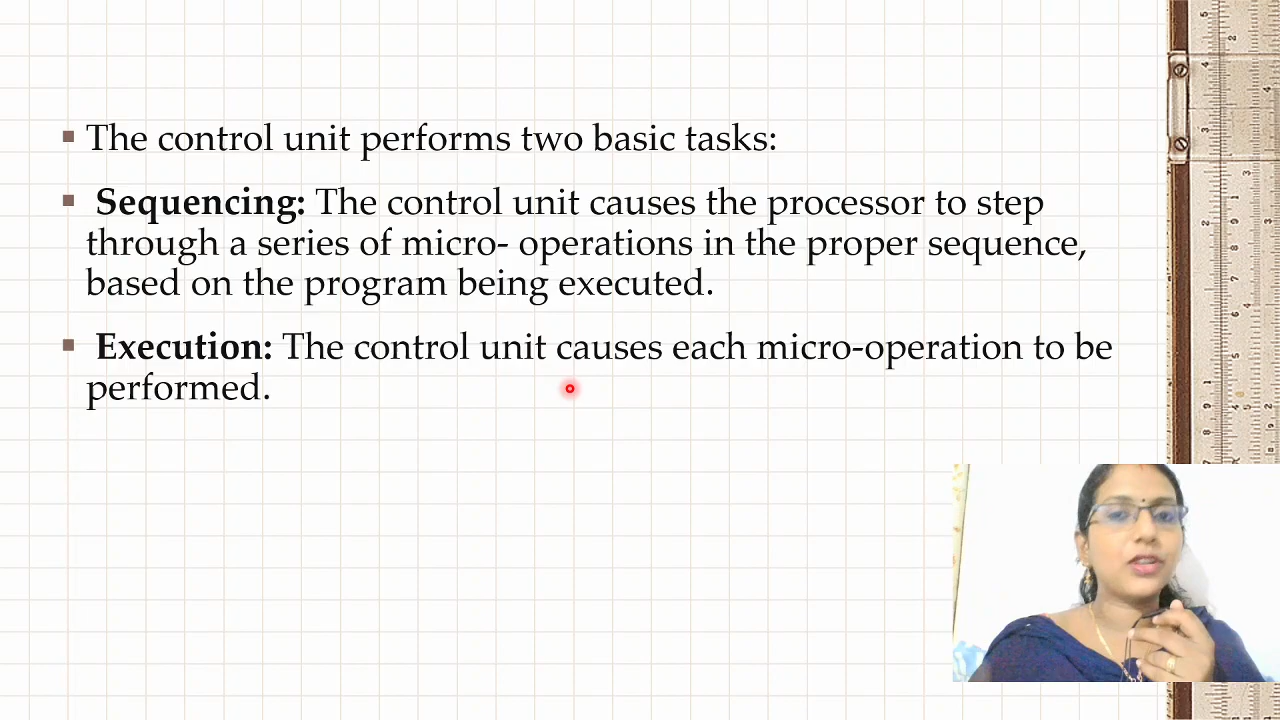 The control unit performs two basic tasks:
Sequencing: The control unit causes the processor to step
through a series of micro- operations in the proper sequence,
based on the program being executed.
Execution: The control unit causes each micro-operation to be
performed.